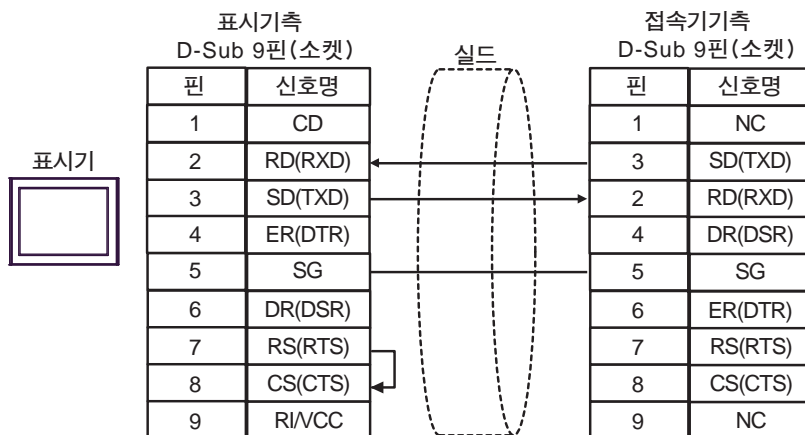 표시기측 접속기기측
D-Sub 9핀(소켓) 실드 D-Sub 9핀(소켓)
핀 신호명 핀 신호명
1 CD 1 NC
표시기 2 RD(RXD) 3 SD(TXD)
3 SD(TXD) 2 RD(RXD)
4 ER(DTR) 4 DR(DSR)
5 SG 5 SG
6 DR(DSR) 6 ER(DTR)
7 RS(RTS) 7 RS(RTS)
8 CS(CTS) 8 CS(CTS)
9 RI/VCC 9 NC